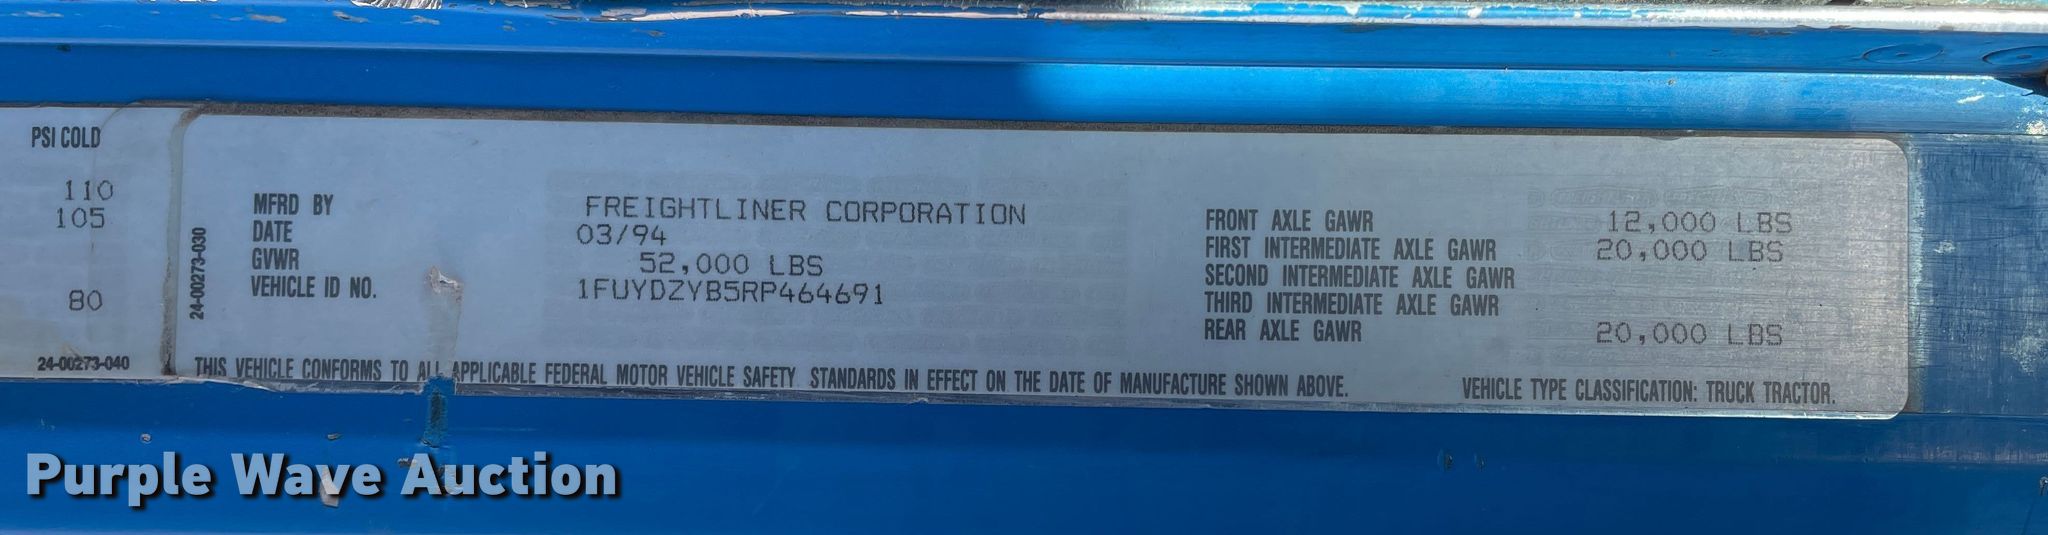 PSI COLD
110
105
80
24-00273-040
24-00273-030
MFRD BY FREIGHTLINER CORPORATION
DATE 03/94
GVWR 52,000 LBS
VEHICLE ID NO. 1FUYDZYB5RP464691
FRONT AXLE GAWR 12,000 LBS
FIRST INTERMEDIATE AXLE GAWR 20,000 LBS
SECOND INTERMEDIATE AXLE GAWR
THIRD INTERMEDIATE AXLE GAWR
REAR AXLE GAWR 20,000 LBS
THIS VEHICLE CONFORMS TO ALL APPLICABLE FEDERAL MOTOR VEHICLE SAFETY STANDARDS IN EFFECT ON THE DATE OF MANUFACTURE SHOWN ABOVE. VEHICLE TYPE CLASSIFICATION: TRUCK TRACTOR.
Purple Wave Auction